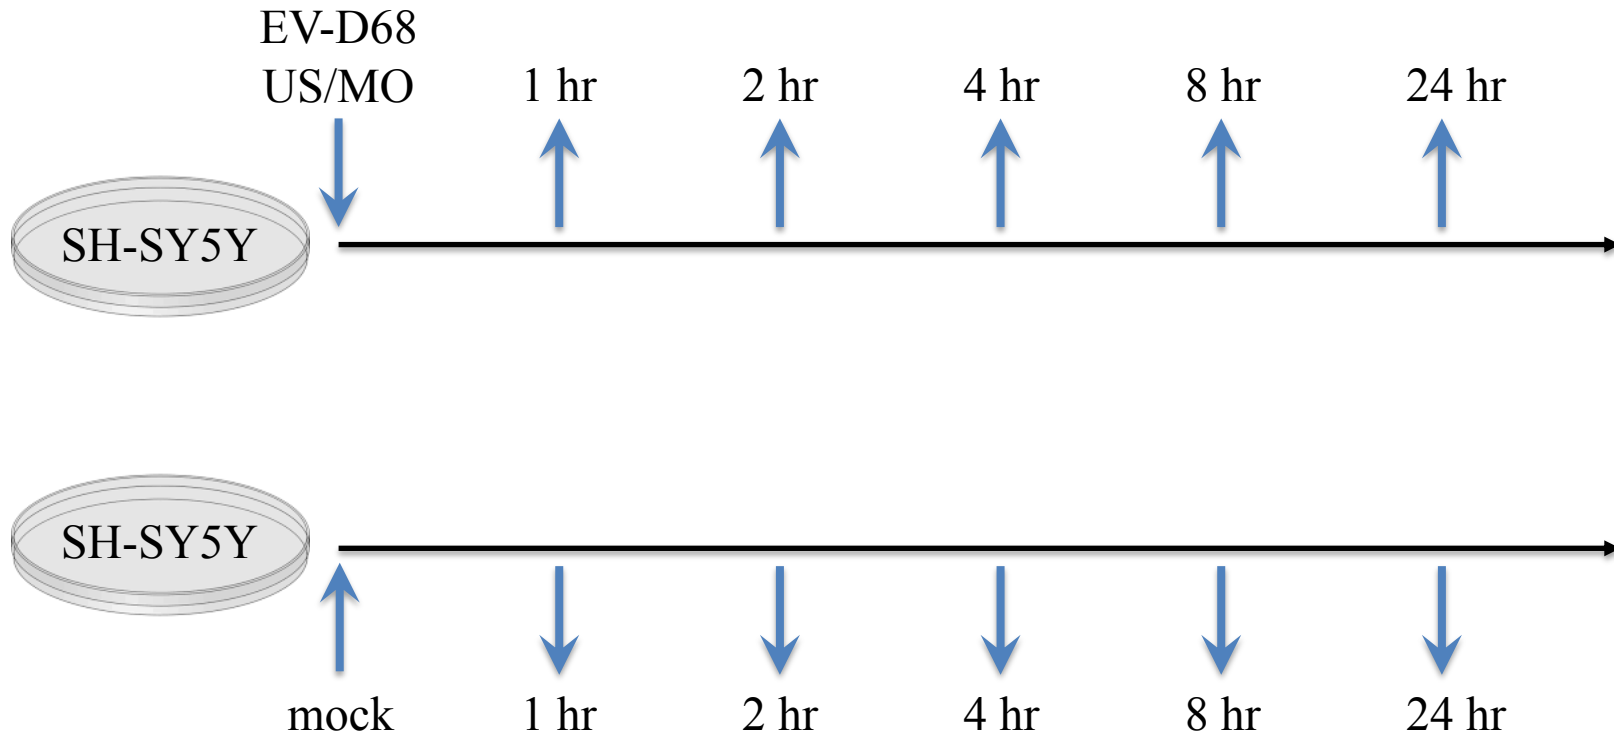 EV-D68
US/MO
1 hr
2 hr
4 hr
8 hr
24 hr
SH-SY5Y
SH-SY5Y
mock
1 hr
2 hr
4 hr
8 hr
24 hr